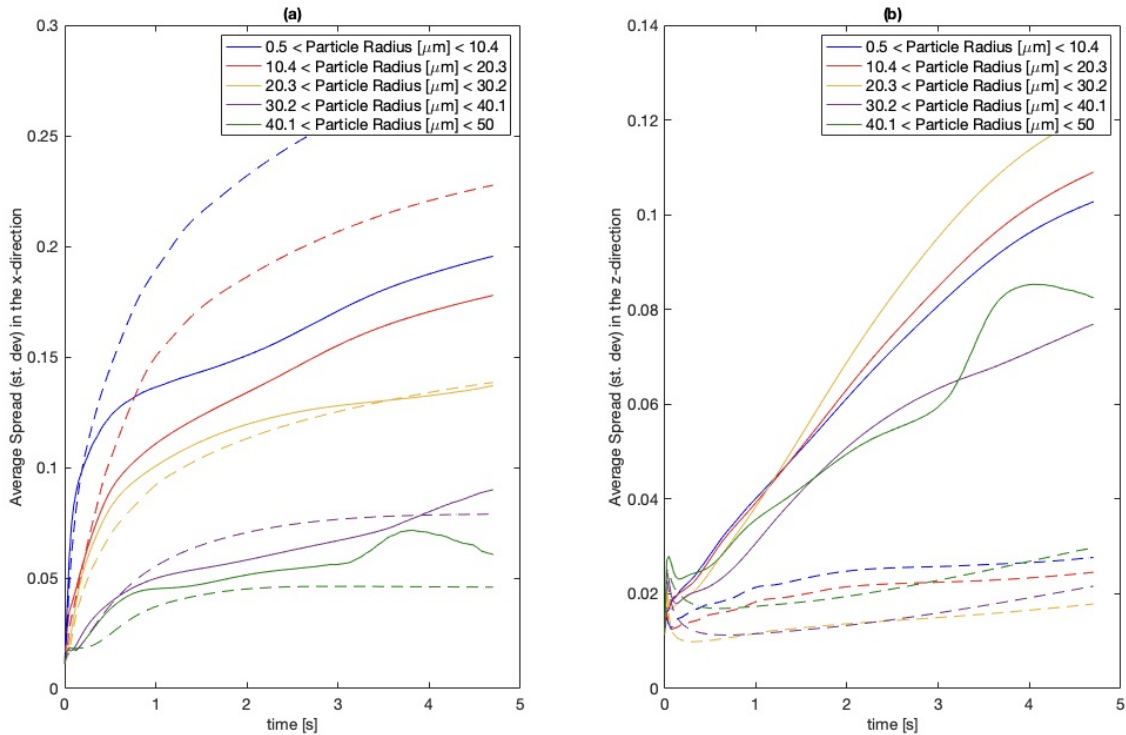 (a)
0.3
0.25
0.2
0.15
0.1
0.05
0
0 1 2 3 4 5
time [s]
Average Spread (st. dev) in the x-direction
0.5 < Particle Radius [μm] < 10.4
10.4 < Particle Radius [μm] < 20.3
20.3 < Particle Radius [μm] < 30.2
30.2 < Particle Radius [μm] < 40.1
40.1 < Particle Radius [μm] < 50
(b)
0.14
0.12
0.1
0.08
0.06
0.04
0.02
0
0 1 2 3 4 5
time [s]
Average Spread (st. dev) in the z-direction
0.5 < Particle Radius [μm] < 10.4
10.4 < Particle Radius [μm] < 20.3
20.3 < Particle Radius [μm] < 30.2
30.2 < Particle Radius [μm] < 40.1
40.1 < Particle Radius [μm] < 50